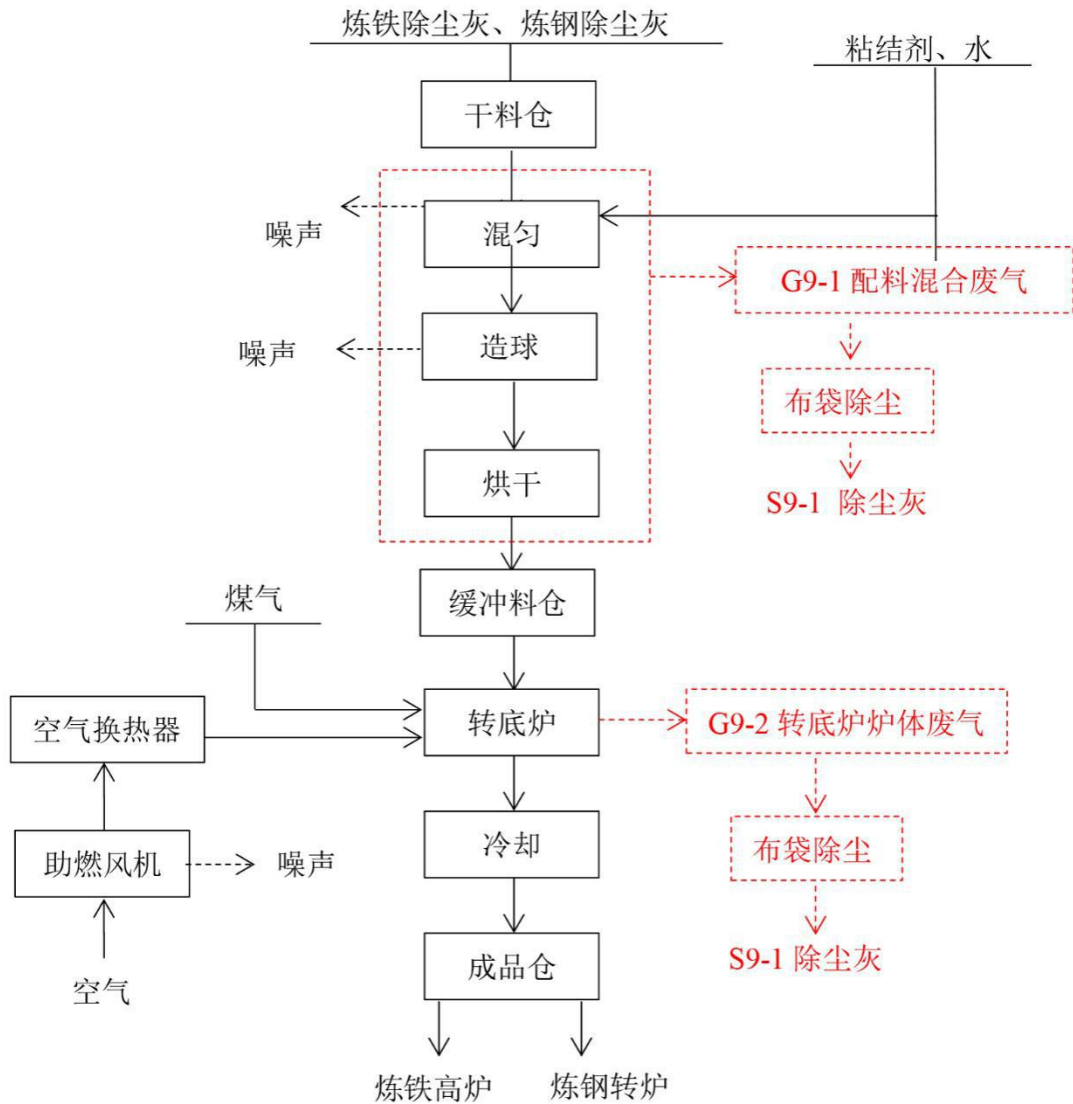 炼铁除尘灰、炼钢除尘灰
粘结剂、水
干料仓
噪声
混匀
G9-1 配料混合废气
噪声
造球
布袋除尘
烘干
S9-1 除尘灰
煤气
缓冲料仓
空气换热器
转底炉
G9-2 转底炉炉体废气
助燃风机
噪声
冷却
布袋除尘
空气
成品仓
S9-1 除尘灰
炼铁高炉
炼钢转炉